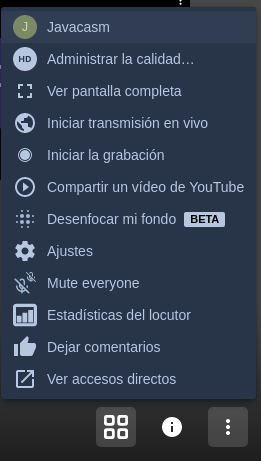 J Javacasm
HD Administrar la calidad…
Ver pantalla completa
Iniciar transmisión en vivo
Iniciar la grabación
Compartir un vídeo de YouTube
Desenfocar mi fondo BETA
Ajustes
Mute everyone
Estadísticas del locutor
Dejar comentarios
Ver accesos directos